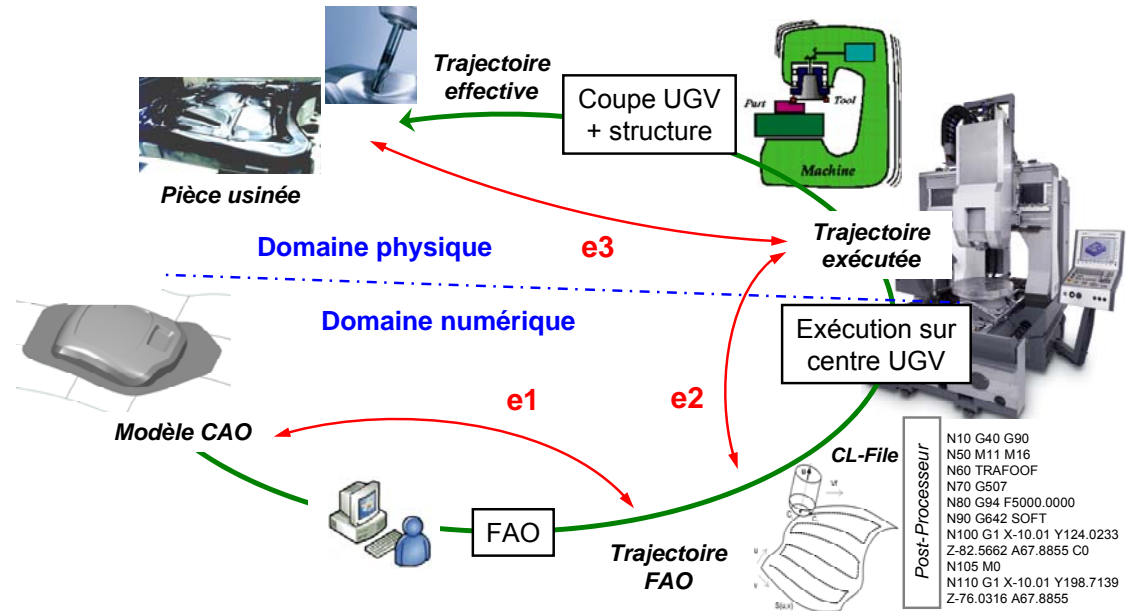 Trajectoire
effective
Coupe UGV
+ structure
Part
Tool
Machine
Pièce usinée
Trajectoire
exécutée
Domaine physique
e3
Domaine numérique
Exécution sur
centre UGV
e1
e2
Modèle CAO
CL-File
FAO
Trajectoire
FAO
Vf
u
v
S(u,v)
Post-Processeur
N10 G40 G90
N50 M11 M16
N60 TRAFOOF
N70 G507
N80 G94 F5000.0000
N90 G642 SOFT
N100 G1 X-10.01 Y124.0233
Z-82.5662 A67.8855 C0
N105 M0
N110 G1 X-10.01 Y198.7139
Z-76.0316 A67.8855